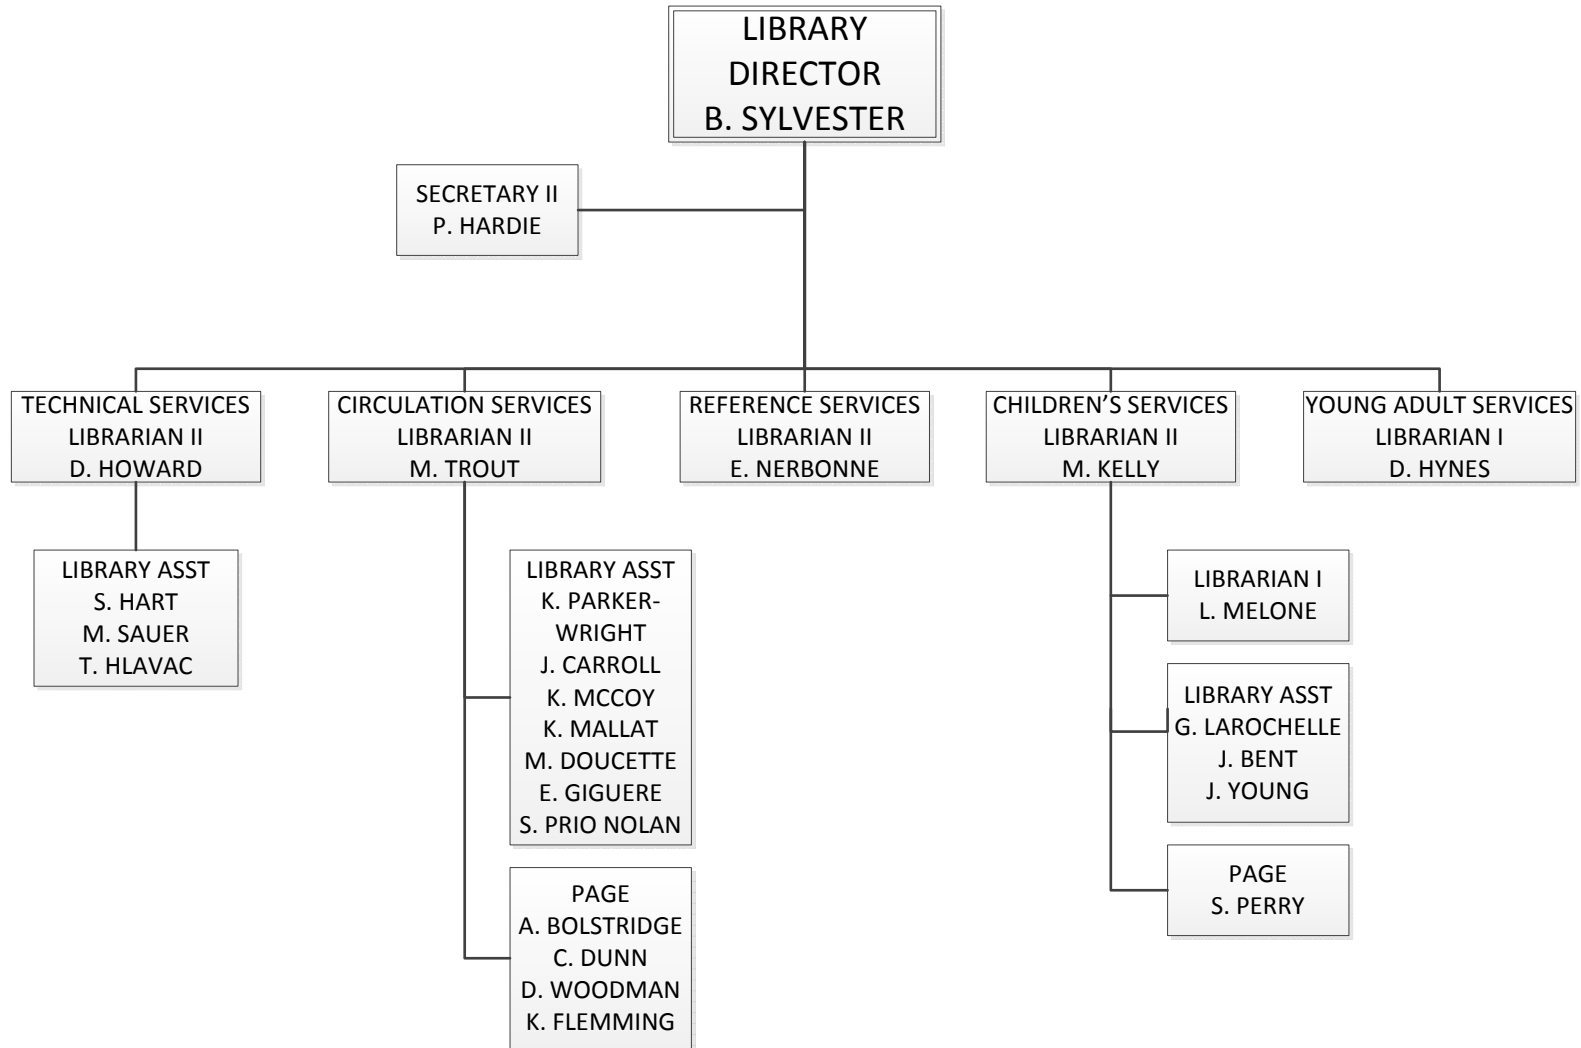 LIBRARY
DIRECTOR
B. SYLVESTER
SECRETARY II
P. HARDIE
TECHNICAL SERVICES
LIBRARIAN II
D. HOWARD
CIRCULATION SERVICES
LIBRARIAN II
M. TROUT
REFERENCE SERVICES
LIBRARIAN II
E. NERBONNE
CHILDREN’S SERVICES
LIBRARIAN II
M. KELLY
YOUNG ADULT SERVICES
LIBRARIAN I
D. HYNES
LIBRARY ASST
S. HART
M. SAUER
T. HLAVAC
LIBRARY ASST
K. PARKER-
WRIGHT
J. CARROLL
K. MCCOY
K. MALLAT
M. DOUCETTE
E. GIGUERE
S. PRIO NOLAN
PAGE
A. BOLSTRIDGE
C. DUNN
D. WOODMAN
K. FLEMMING
LIBRARIAN I
L. MELONE
LIBRARY ASST
G. LAROCHELLE
J. BENT
J. YOUNG
PAGE
S. PERRY